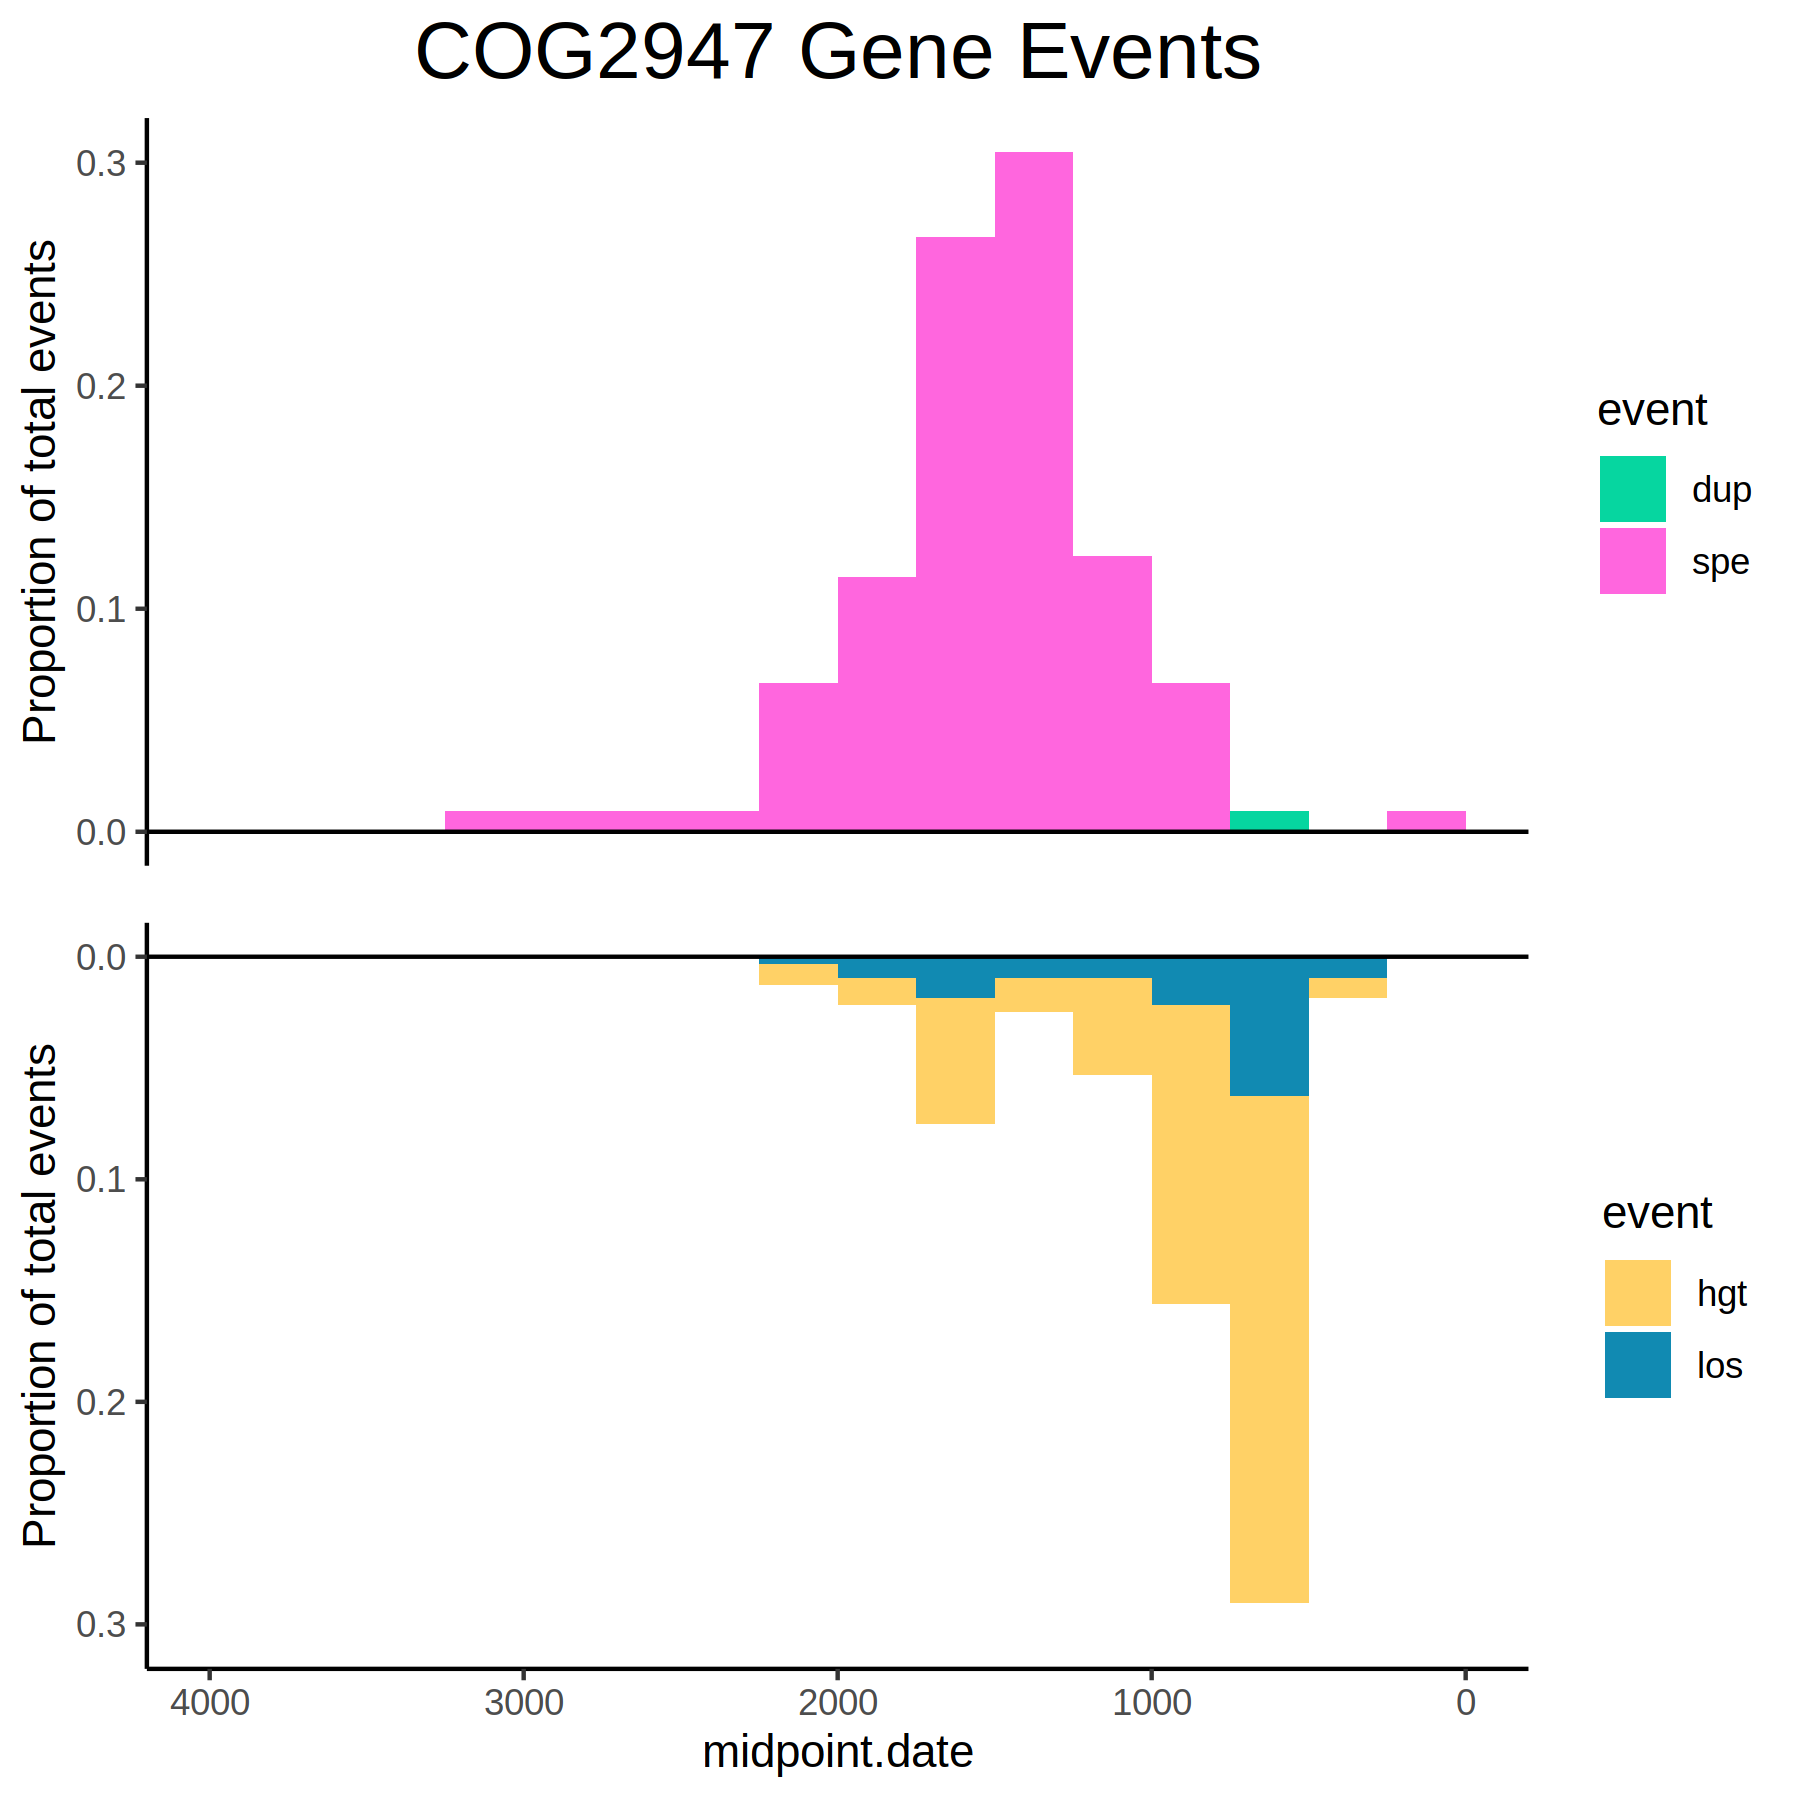 COG2947 Gene Events
Proportion of total events
0.3
0.2
0.1
0.0
event
dup
spe
Proportion of total events
0.0
0.1
0.2
0.3
event
hgt
los
4000 3000 2000 1000 0
midpoint.date